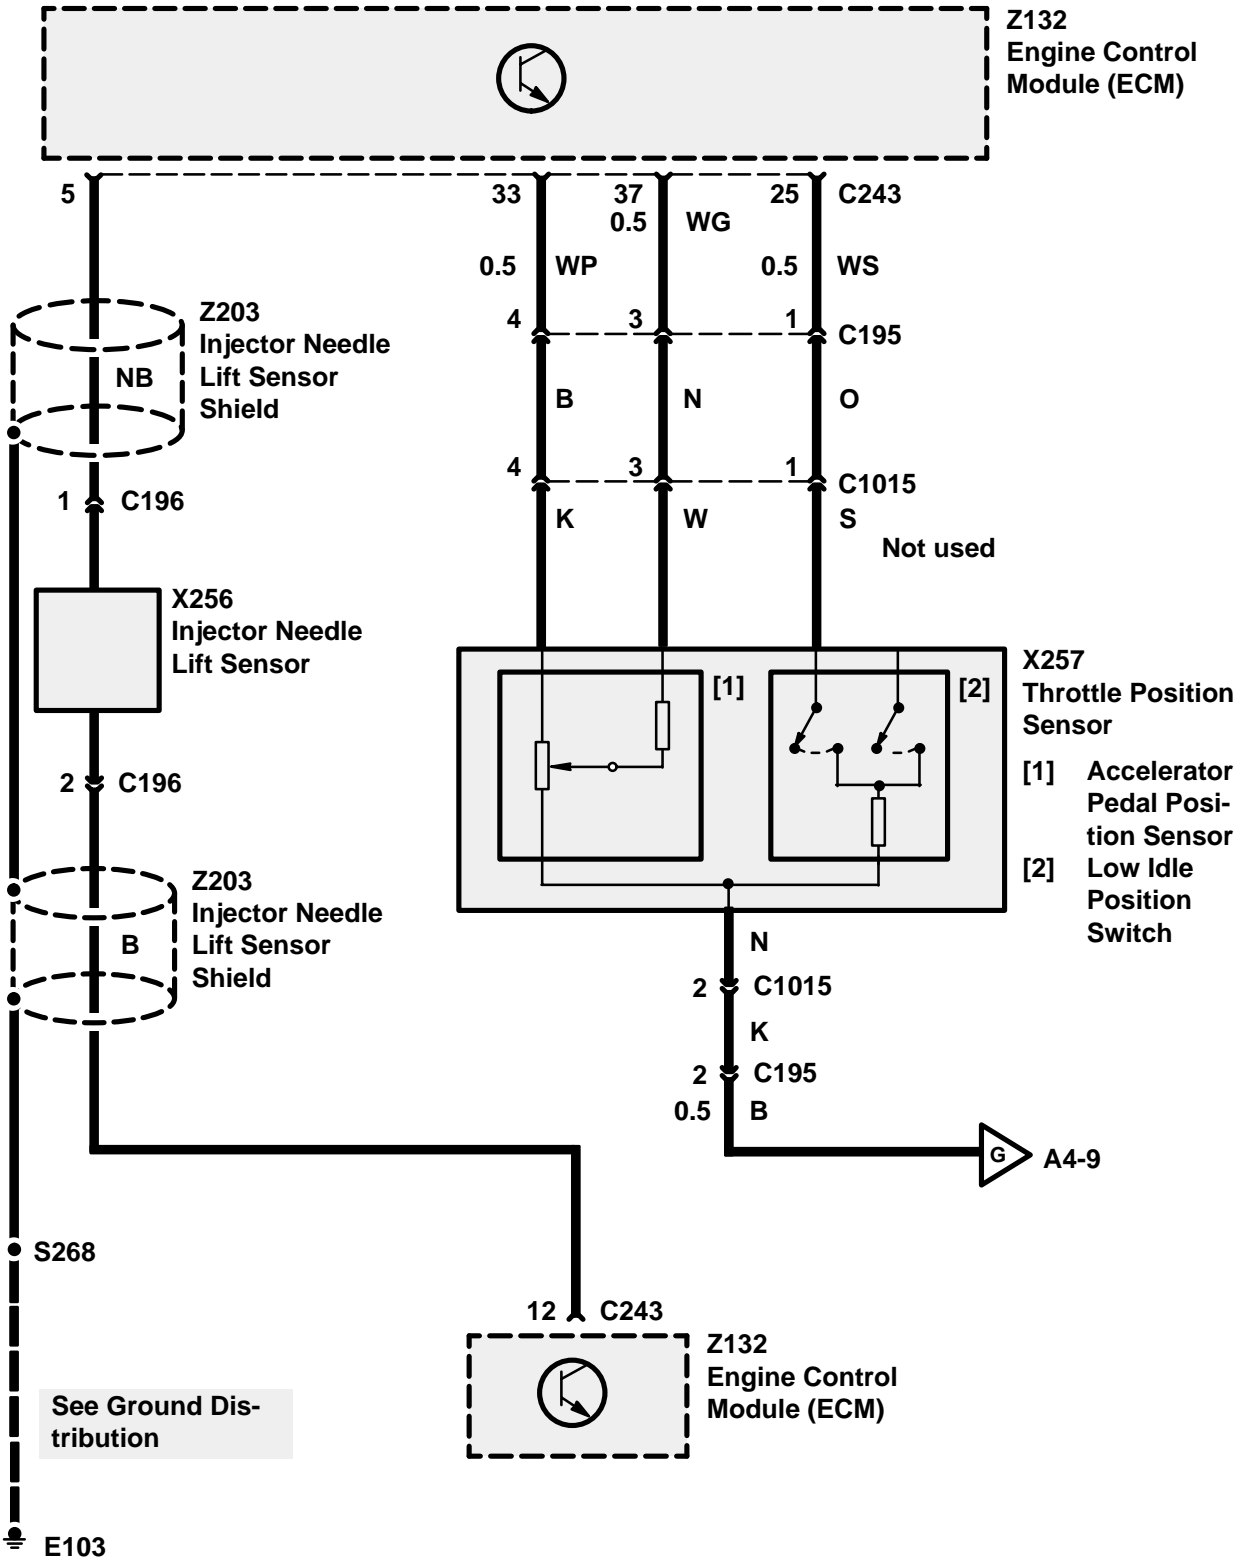 Z132
Engine Control
Module (ECM)
5
33
37
25
C243
0.5
WG
0.5
WP
0.5
WS
Z203
Injector Needle
Lift Sensor
Shield
4
3
1
C195
NB
B
N
O
4
3
1
C1015
1
C196
K
W
S
Not used
X256
Injector Needle
Lift Sensor
[1]
[2]
X257
Throttle Position
Sensor
[1] Accelerator
Pedal Posi-
tion Sensor
[2] Low Idle
Position
Switch
2
C196
Z203
Injector Needle
Lift Sensor
Shield
B
N
2
C1015
K
2
C195
0.5
B
G
A4-9
S268
12
C243
Z132
Engine Control
Module (ECM)
See Ground Dis-
tribution
E103